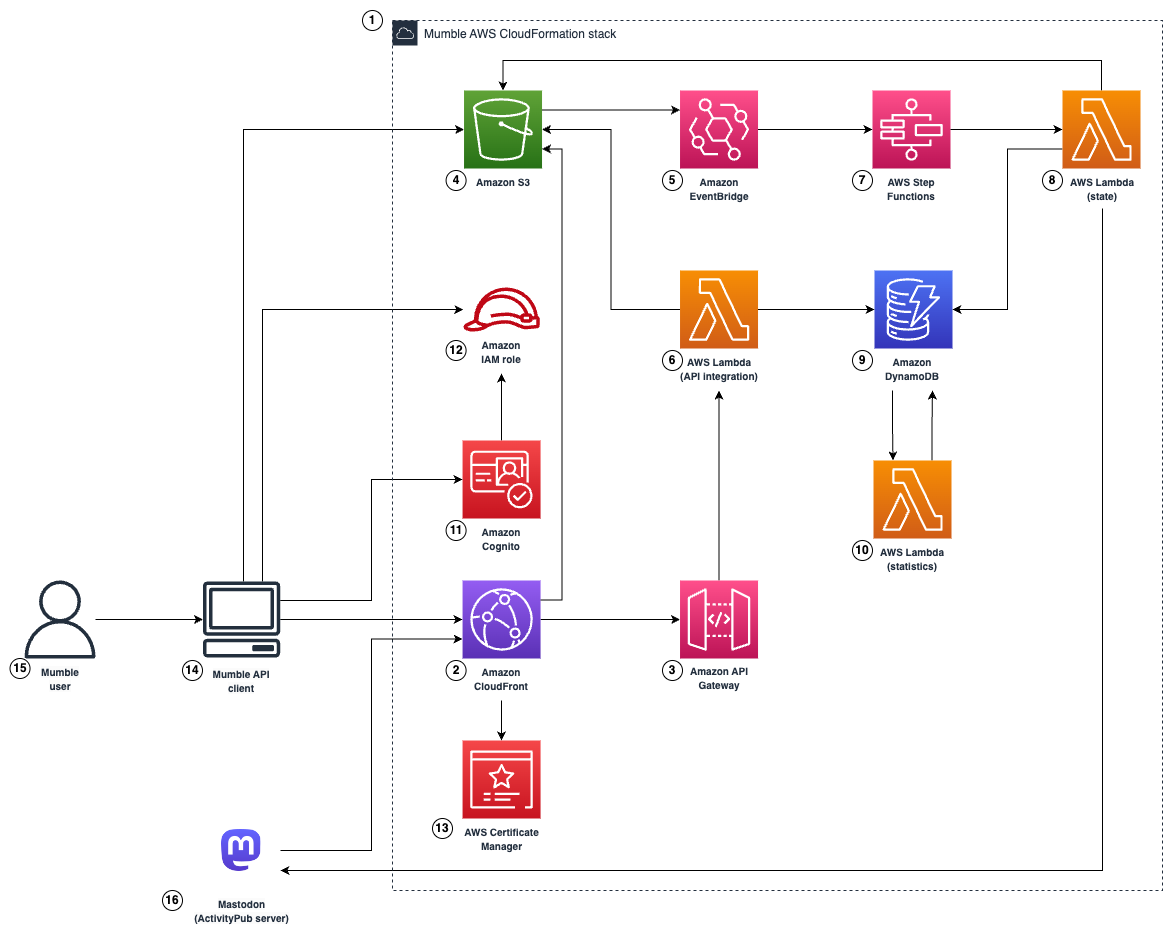 1
Mumble AWS CloudFormation stack
4
Amazon S3
5
Amazon
EventBridge
7
AWS Step
Functions
8
AWS Lambda
(state)
12
Amazon
IAM role
6
AWS Lambda
(API integration)
9
Amazon
DynamoDB
11
Amazon
Cognito
10
AWS Lambda
(statistics)
15
Mumble
user
14
Mumble API
client
2
Amazon
CloudFront
3
</>
Amazon API
Gateway
13
AWS Certificate
Manager
m
16
Mastodon
(ActivityPub server)